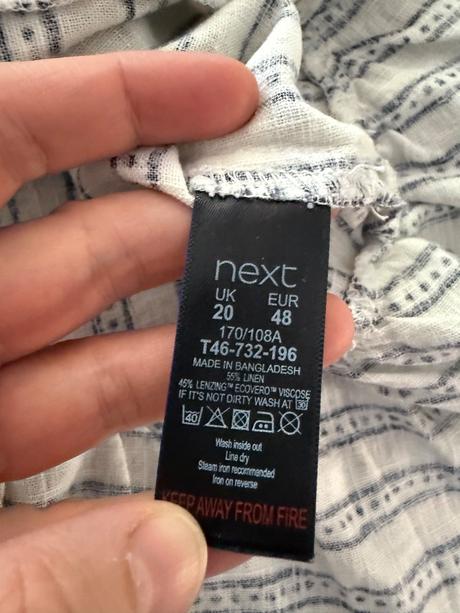 next
UK EUR
20 48
170/108A
T46-732-196
MADE IN BANGLADESH
55% LINEN
45% LENZING™ ECOVERO™ VISCOSE
IF IT'S NOT DIRTY WASH AT 30
40
Wash inside out
Line dry
Steam iron recommended
Iron on reverse
KEEP AWAY FROM FIRE